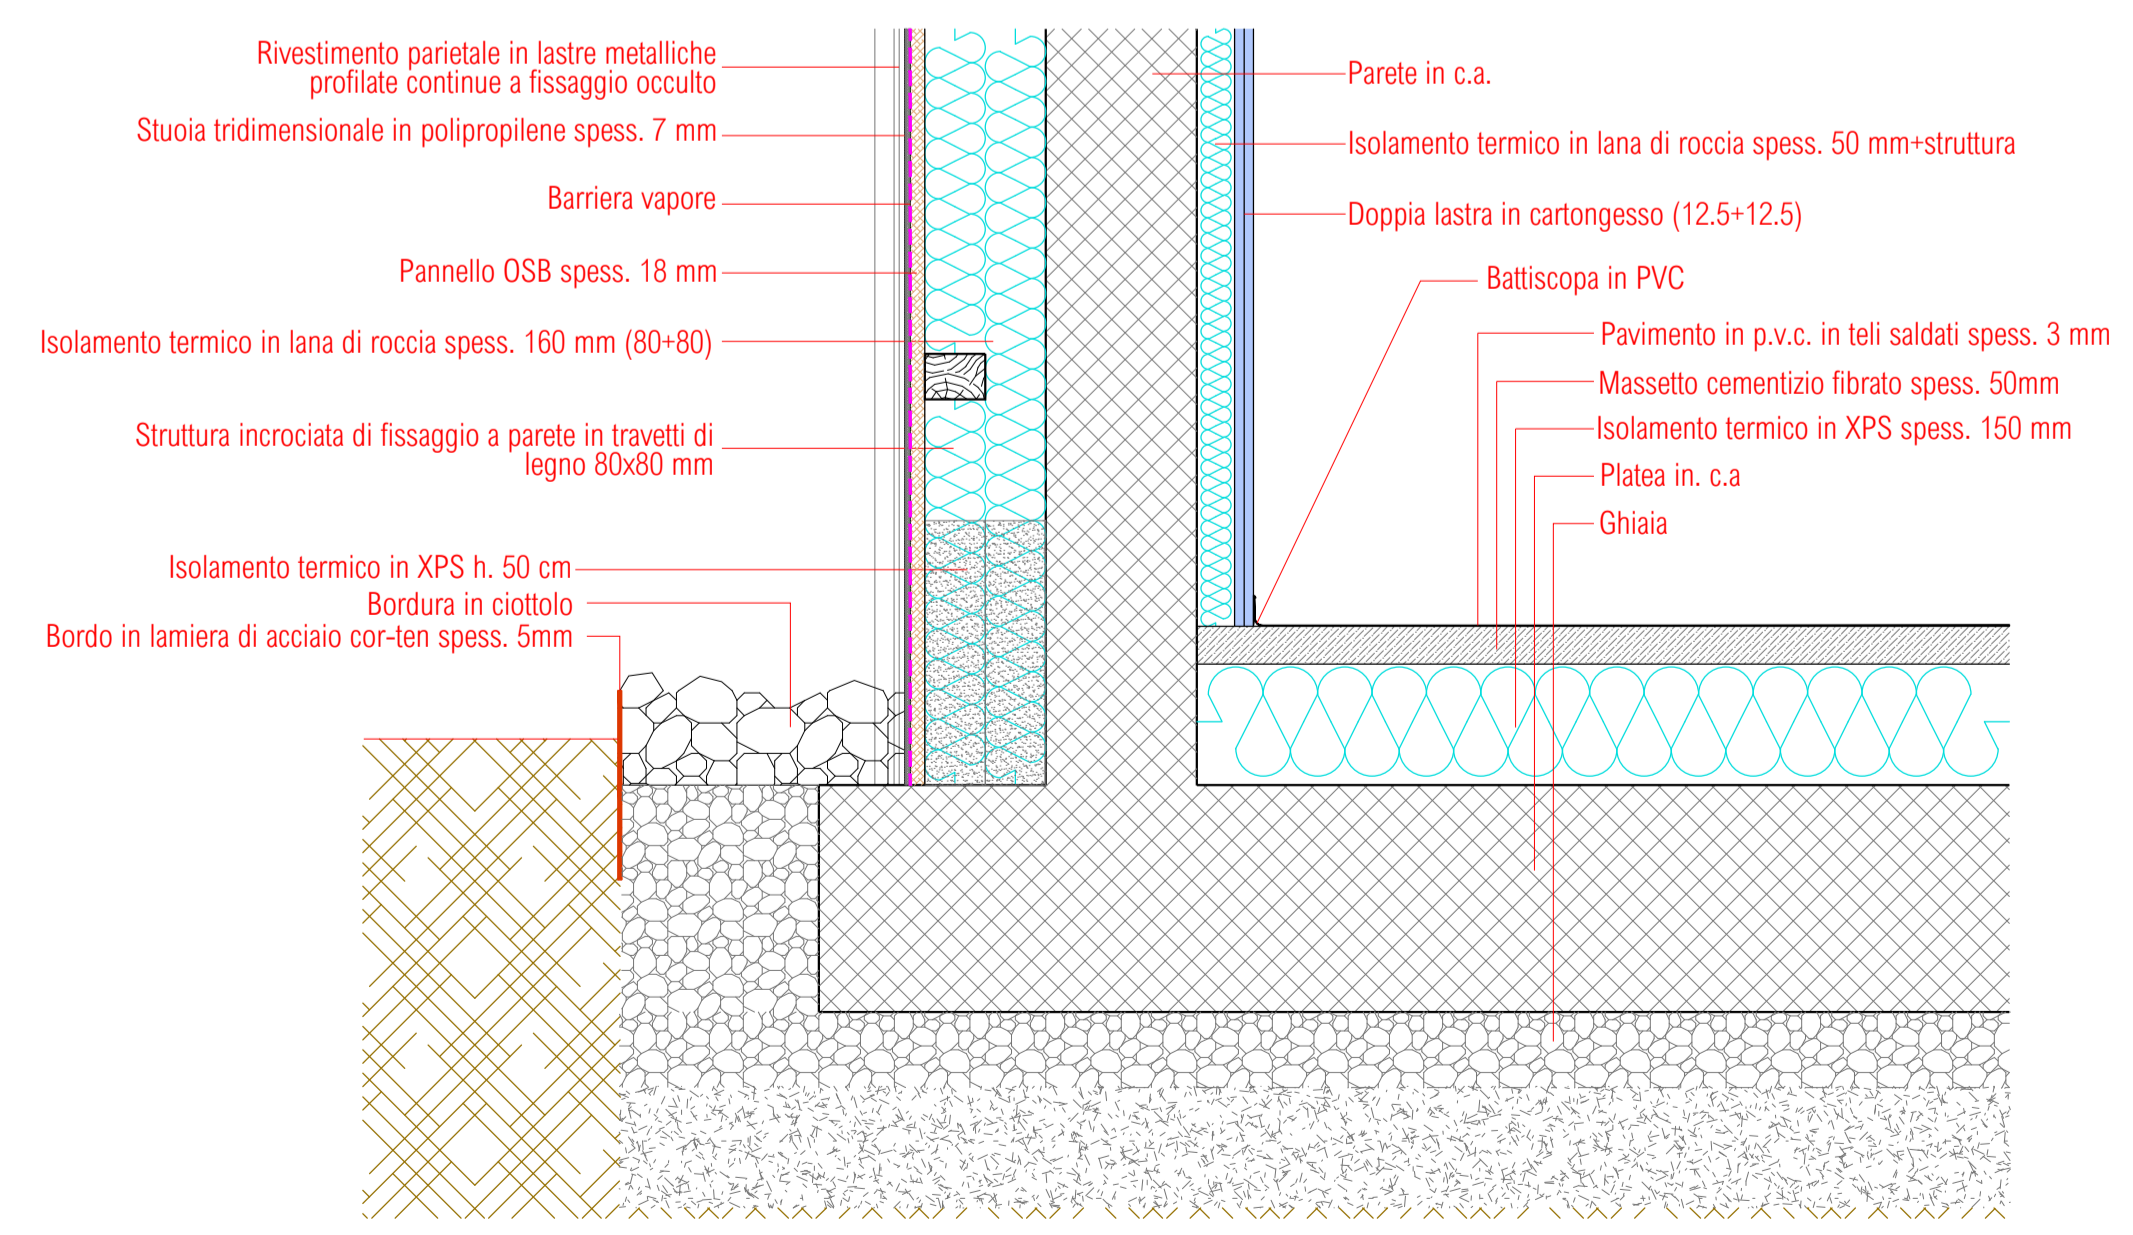 Rivestimento parietale in lastre metalliche
profilate continue a fissaggio occulto
Stuoia tridimensionale in polipropilene spess. 7 mm
Barriera vapore
Pannello OSB spess. 18 mm
Isolamento termico in lana di roccia spess. 160 mm (80+80)
Struttura incrociata di fissaggio a parete in travetti di
legno 80x80 mm
Isolamento termico in XPS h. 50 cm
Bordura in ciottolo
Bordo in lamiera di acciaio cor-ten spess. 5mm
Parete in c.a.
Isolamento termico in lana di roccia spess. 50 mm+struttura
Doppia lastra in cartongesso (12.5+12.5)
Battiscopa in PVC
Pavimento in p.v.c. in teli saldati spess. 3 mm
Massetto cementizio fibrato spess. 50mm
Isolamento termico in XPS spess. 150 mm
Platea in. c.a
Ghiaia